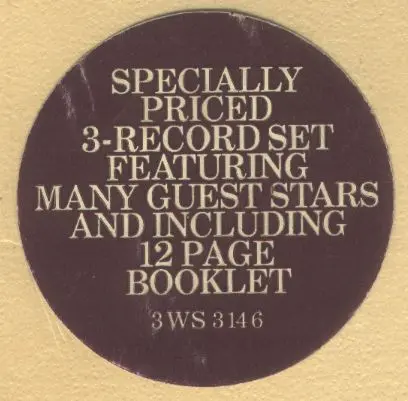 SPECIALLY
PRICED
3-RECORD SET
FEATURING
MANY GUEST STARS
AND INCLUDING
12 PAGE
BOOKLET
3WS 3146